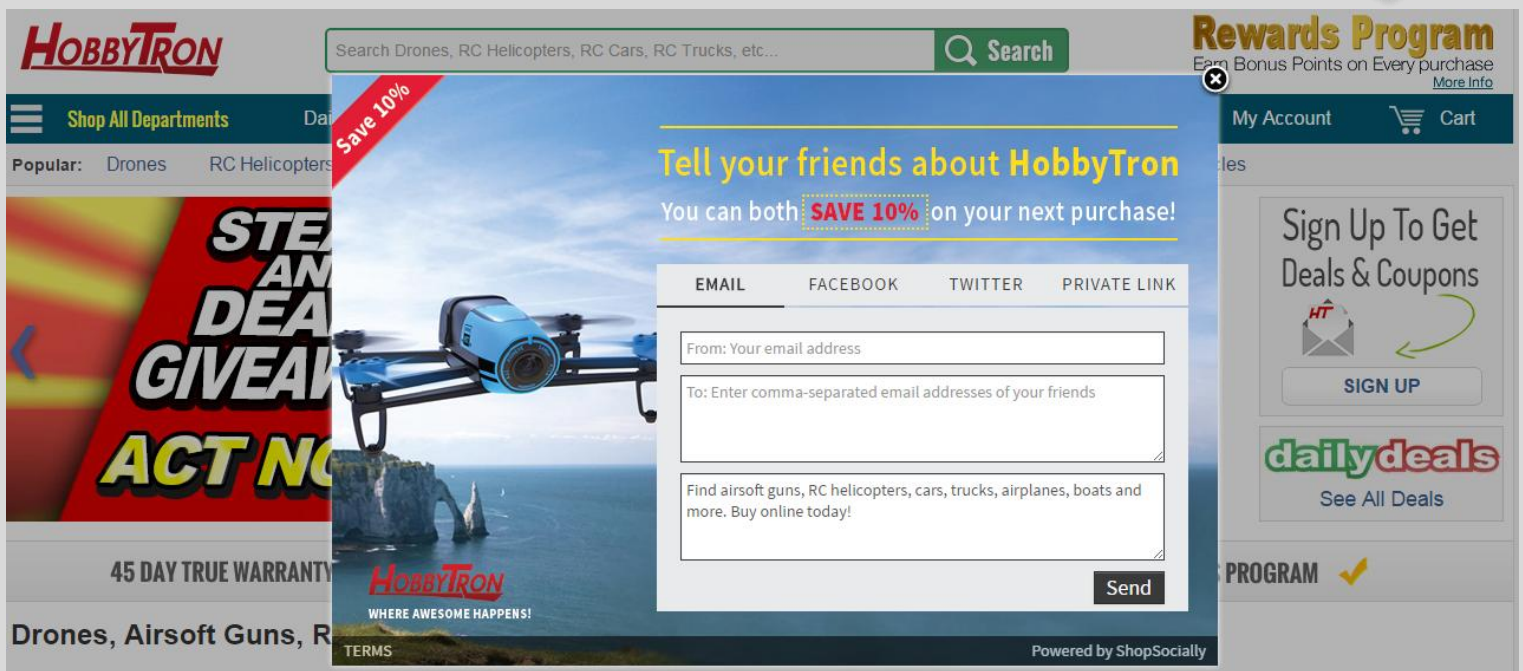 HOBBYTRON
Search Drones, RC Helicopters, RC Cars, RC Trucks, etc...
Search
Rewards Program
Earn Bonus Points on Every purchase
More Info
Shop All Departments
My Account
Cart
Popular: Drones RC Helicopters
SIGN UP TO GET
Save 10%
Tell your friends about HobbyTron
You can both SAVE 10% on your next purchase!
EMAIL FACEBOOK TWITTER PRIVATE LINK
From: Your email address
To: Enter comma-separated email addresses of your friends
Find airsoft guns, RC helicopters, cars, trucks, airplanes, boats and
more. Buy online today!
Send
HOBBYTRON
WHERE AWESOME HAPPENS!
TERMS
Powered by ShopSocially
ACT
Sign Up To Get
Deals & Coupons
HT
SIGN UP
dailydeals
See All Deals
45 DAY TRUE WARRANTY
PROGRAM
Drones, Airsoft Guns,